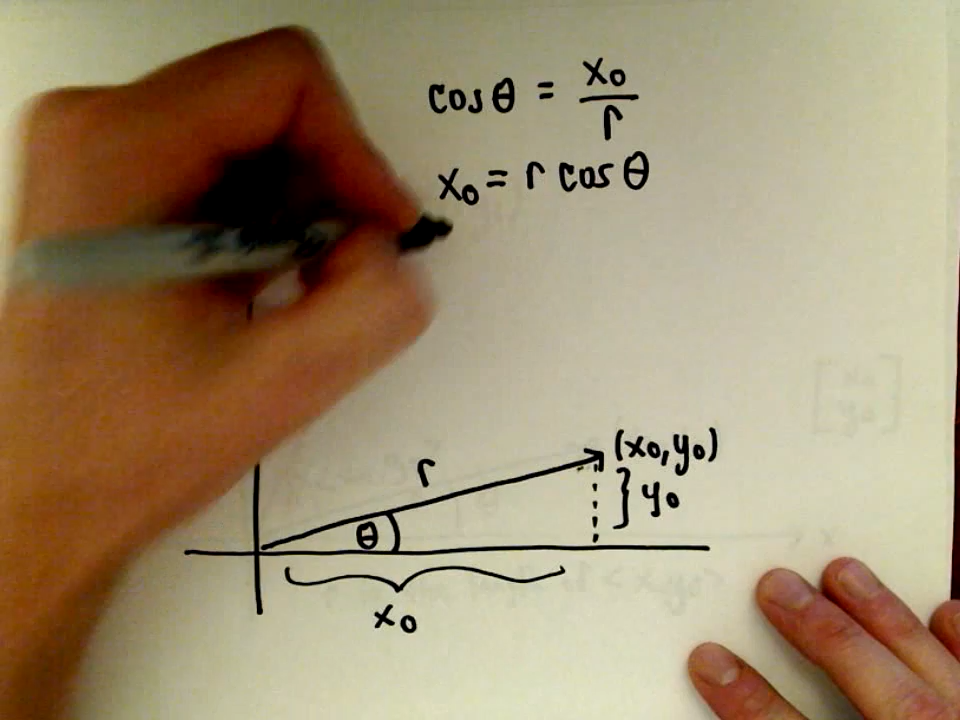 cos θ = x₀/r
x₀ = r cos θ
(x₀, y₀)
r
} y₀
θ
x₀